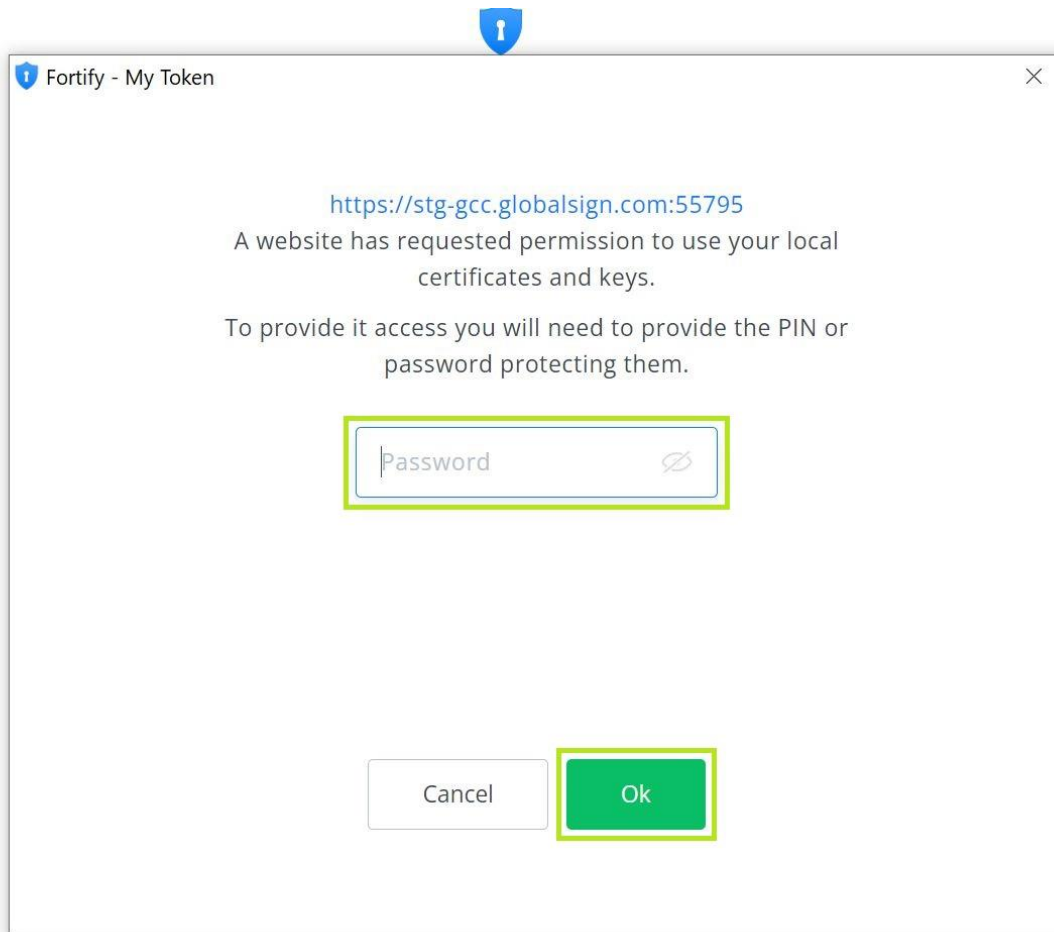 Fortify - My Token
https://stg-gcc.globalsign.com:55795
A website has requested permission to use your local
certificates and keys.
To provide it access you will need to provide the PIN or
password protecting them.
Password
Cancel
Ok